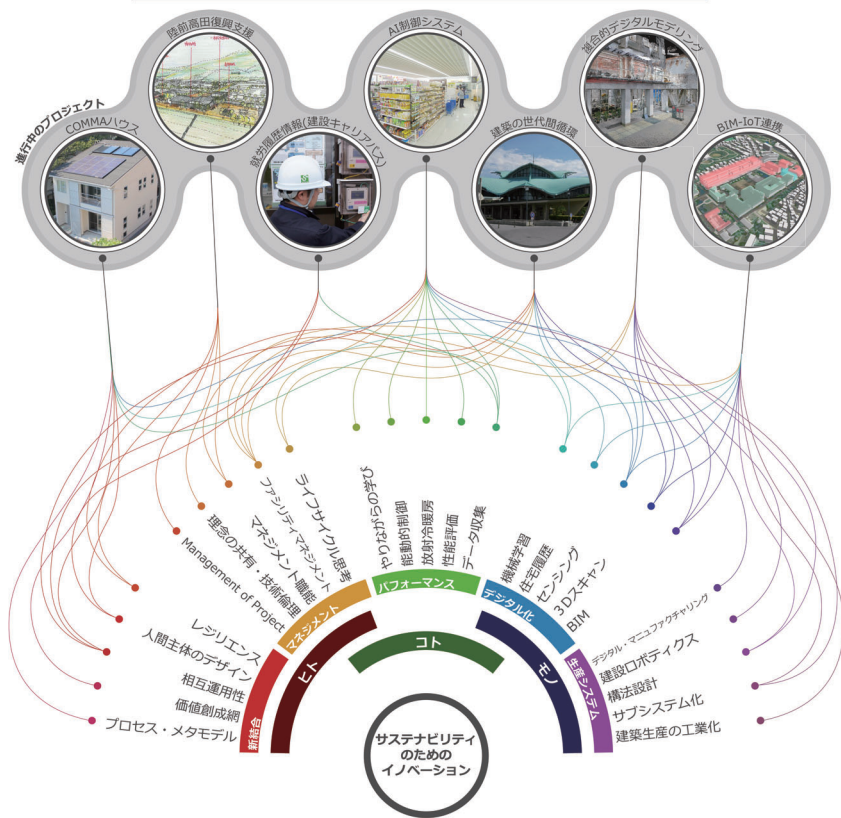 進行中のプロジェクト
COMMAハウス
陸前高田復興支援
就労履歴情報(建設キャリアパス)
AI制御システム
建築の世代間循環
複合的デジタルモデリング
BIM-IoT連携
プロセス・メタモデル
価値創成網
相互運用性
人間主体のデザイン
レジリエンス
Management of Project
理念の共有・技術倫理
マネジメント職能
ファシリティマネジメント
ライフサイクル思考
やりながらの学び
能動的制御
放射冷暖房
性能評価
データ収集
機械学習
住宅履歴
センシング
3Dスキャン
BIM
デジタル・マニュファクチャリング
建設ロボティクス
構法設計
サブシステム化
建築生産の工業化
新結合
マネジメント
パフォーマンス
デジタル化
生産システム
ヒト
コト
モノ
サステナビリティ
のための
イノベーション